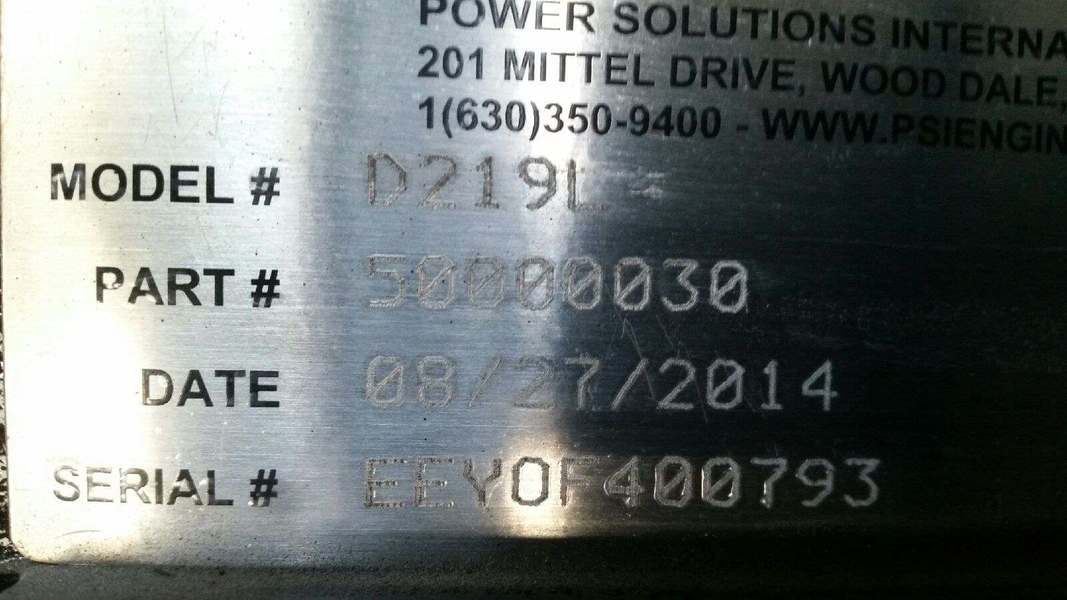 POWER SOLUTIONS INTERNA
201 MITTEL DRIVE, WOOD DALE,
1(630)350-9400 - WWW.PSIENGIN
MODEL # D219L
PART # 50000030
DATE 08/27/2014
SERIAL # EEYOF400793